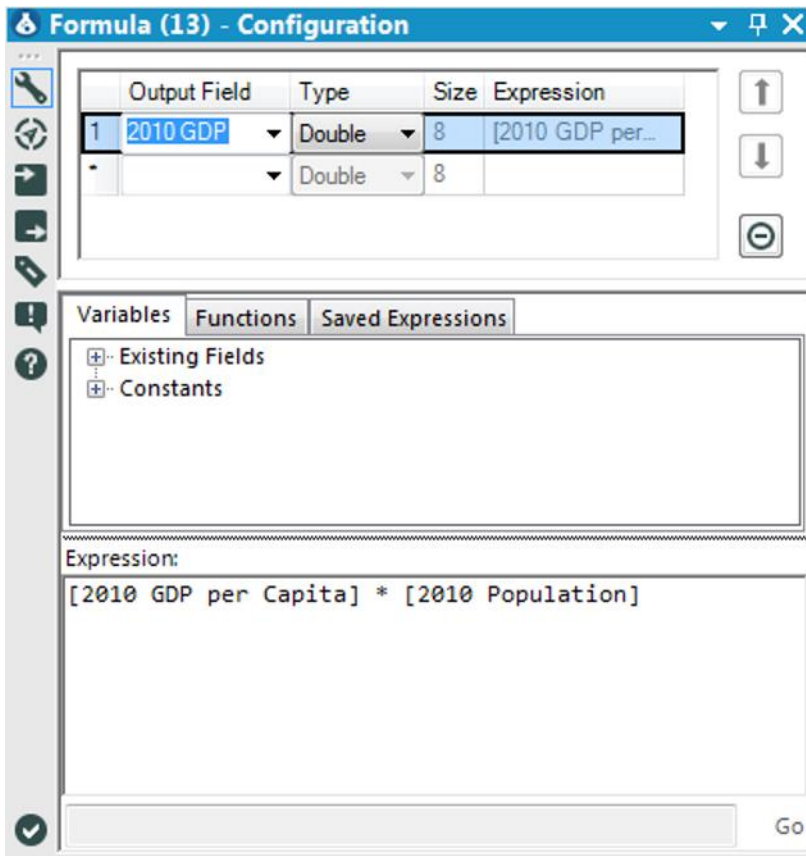 Formula (13) - Configuration
Output Field Type Size Expression
1 2010 GDP Double 8 [2010 GDP per...
* Double 8
Variables Functions Saved Expressions
Existing Fields
Constants
Expression:
[2010 GDP per Capita] * [2010 Population]
Go